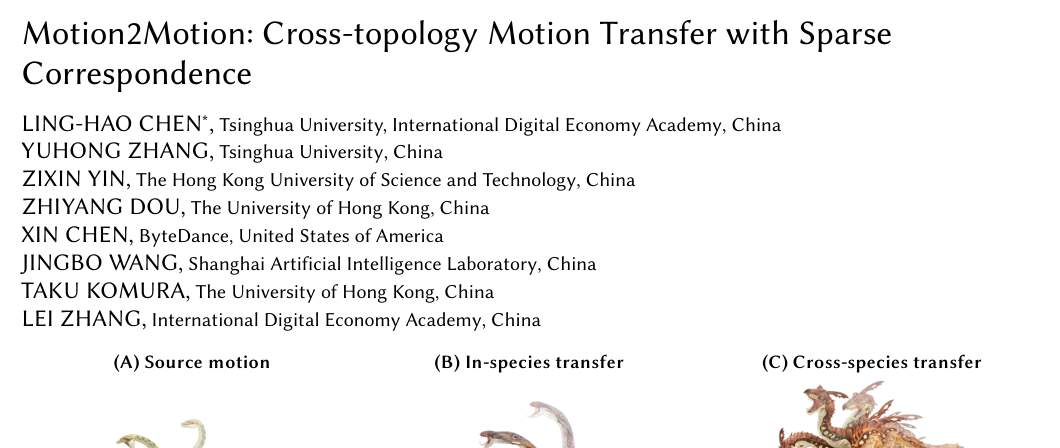 Motion2Motion: Cross-topology Motion Transfer with Sparse
Correspondence
LING-HAO CHEN*, Tsinghua University, International Digital Economy Academy, China
YUHONG ZHANG, Tsinghua University, China
ZIXIN YIN, The Hong Kong University of Science and Technology, China
ZHIYANG DOU, The University of Hong Kong, China
XIN CHEN, ByteDance, United States of America
JINGBO WANG, Shanghai Artificial Intelligence Laboratory, China
TAKU KOMURA, The University of Hong Kong, China
LEI ZHANG, International Digital Economy Academy, China
(A) Source motion (B) In-species transfer (C) Cross-species transfer